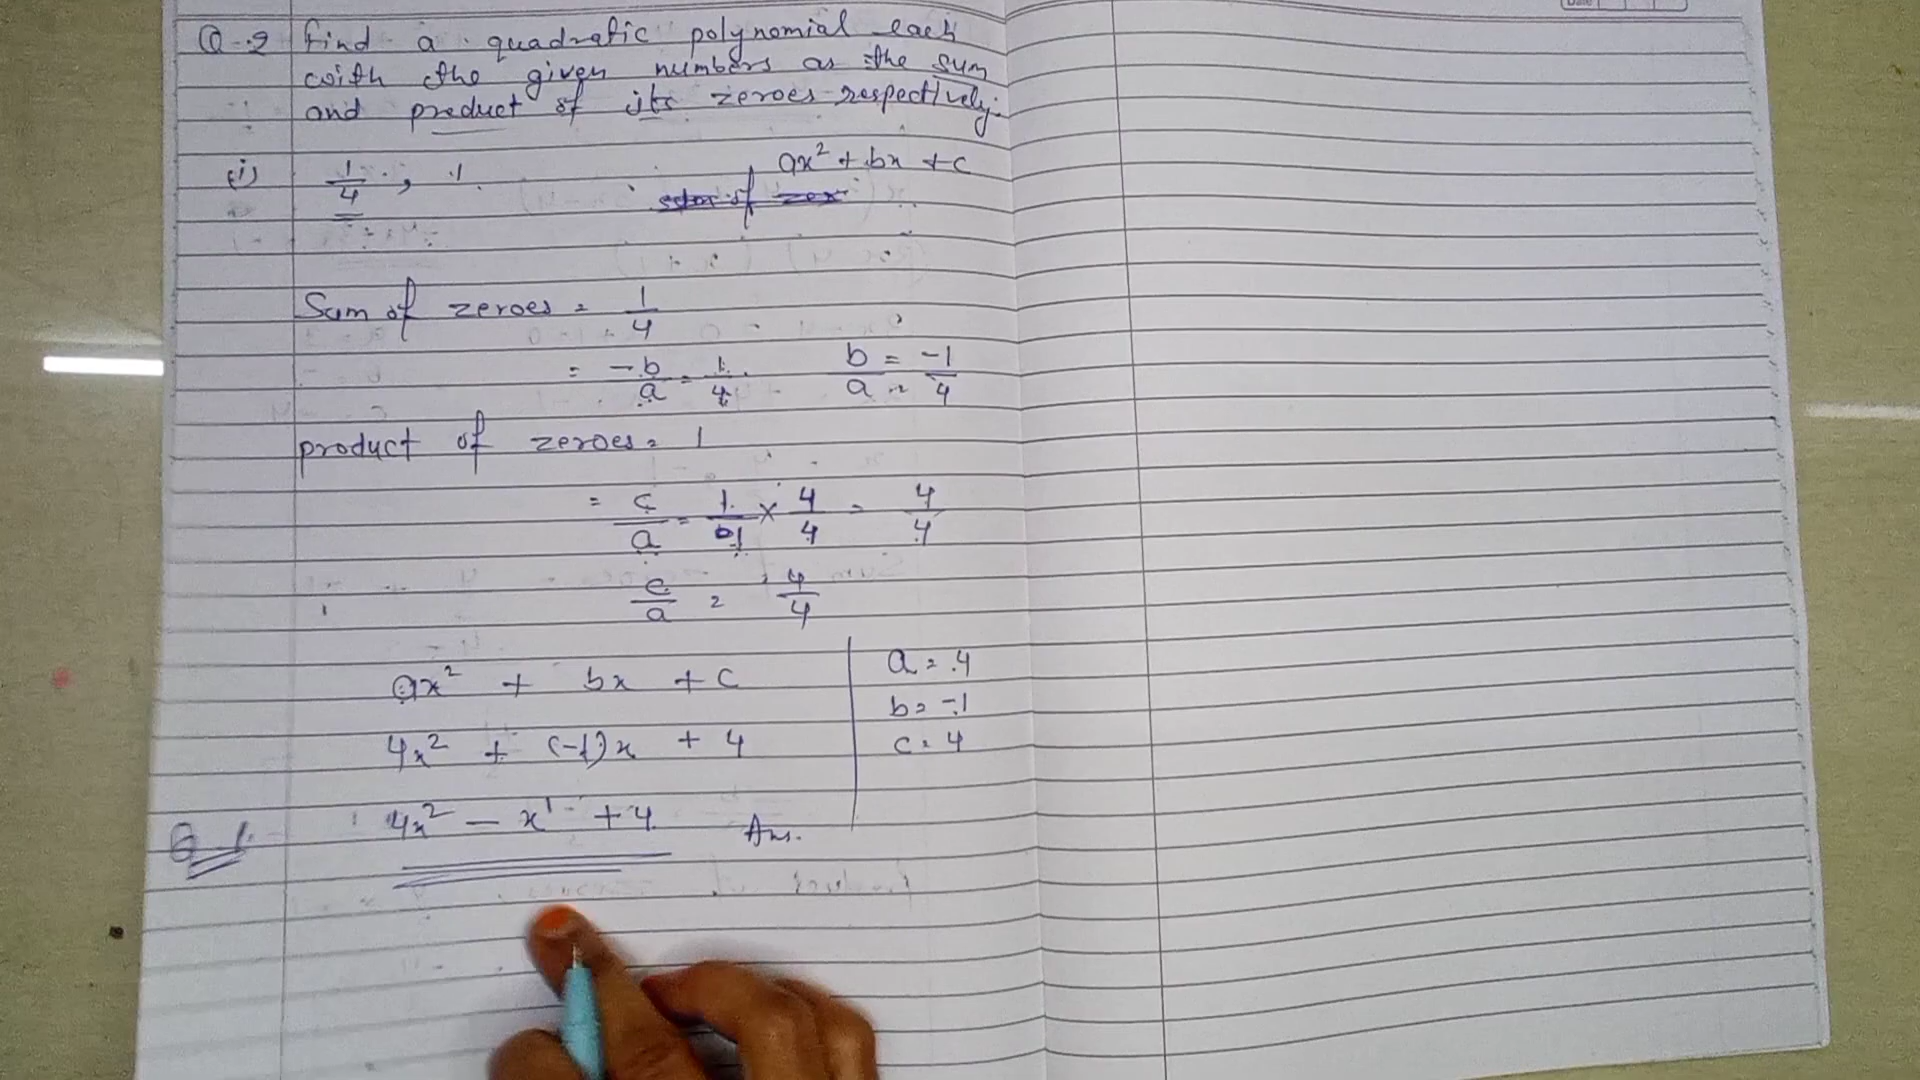 Q-2 find a quadratic polynomial each
with the given numbers as the sum
and product of its zeroes respectively.
(i) 1/4, 1
ax² + bx + c
Sum of zeroes = 1/4
= -b/a = 1/4 b/a = -1/4
product of zeroes = 1
= c/a = 1/1 × 4/4 = 4/4
c/a = 4/4
ax² + bx + c
a = 4
b = -1
4x² + (-1)x + 4
c = 4
4x² - x + 4 Ans.
Q 1.